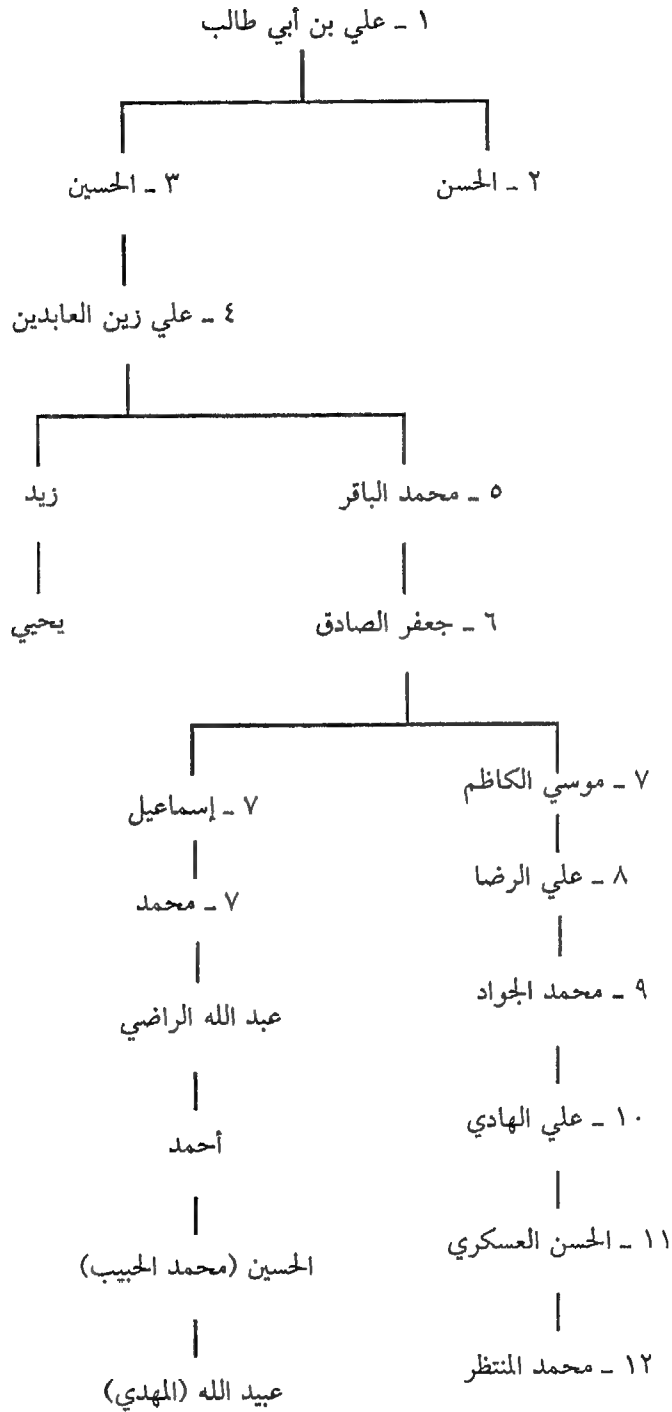 ١ ـ علي بن أبي طالب
٢ ـ الحسن
٣ ـ الحسين
٤ ـ علي زين العابدين
٥ ـ محمد الباقر
زيد
٦ ـ جعفر الصادق
يحيي
٧ ـ موسي الكاظم
٧ ـ إسماعيل
٨ ـ علي الرضا
٧ ـ محمد
٩ ـ محمد الجواد
عبد الله الراضي
١٠ ـ علي الهادي
أحمد
١١ ـ الحسن العسكري
الحسين (محمد الحبيب)
١٢ ـ محمد المنتظر
عبيد الله (المهدي)